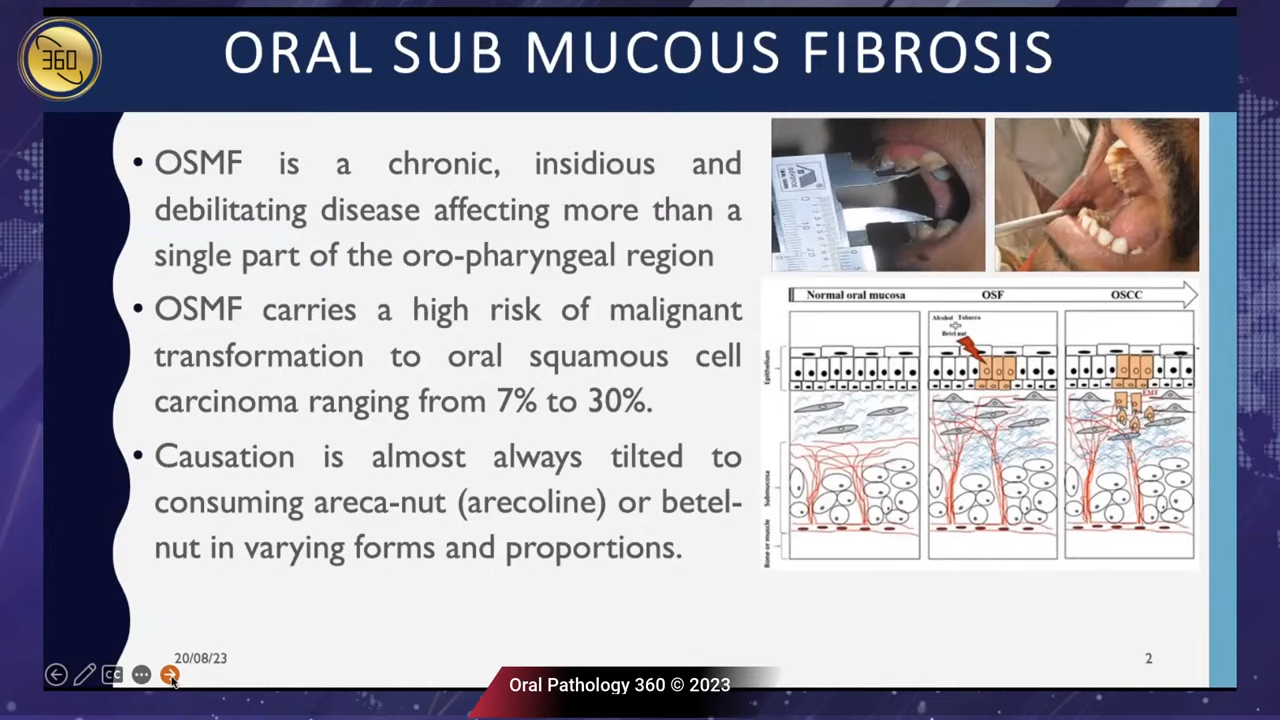 360
ORAL SUB MUCOUS FIBROSIS
• OSMF is a chronic, insidious and
debilitating disease affecting more than a
single part of the oro-pharyngeal region
• OSMF carries a high risk of malignant
transformation to oral squamous cell
carcinoma ranging from 7% to 30%.
• Causation is almost always tilted to
consuming areca-nut (arecoline) or betel-
nut in varying forms and proportions.
Normal oral mucosa
OSF
OSCC
Alcohol Tobacco
Betel nut
Epithelium
EMT
Submucosa
Bone or muscle
20/08/23
2
CC
Oral Pathology 360 © 2023